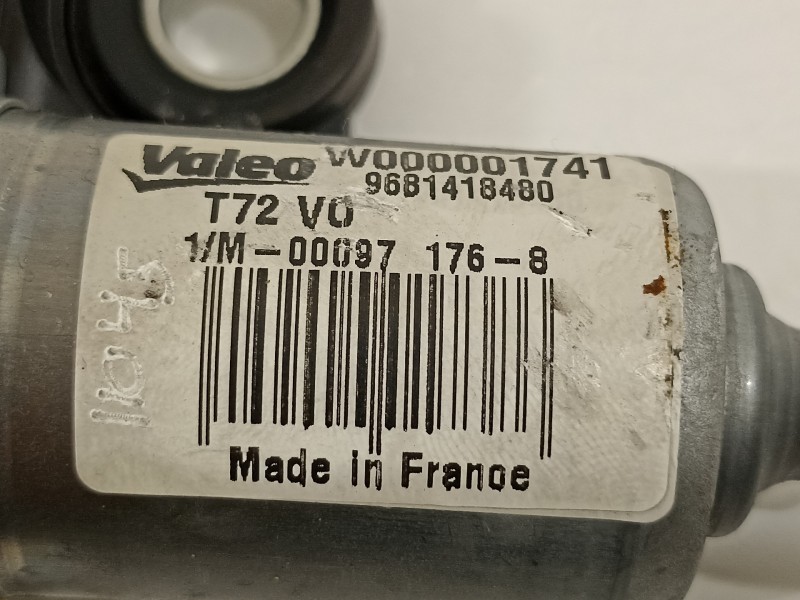 Valeo W000001741
9681418480
T72 V0
1/M-00097 176-8
Made in France